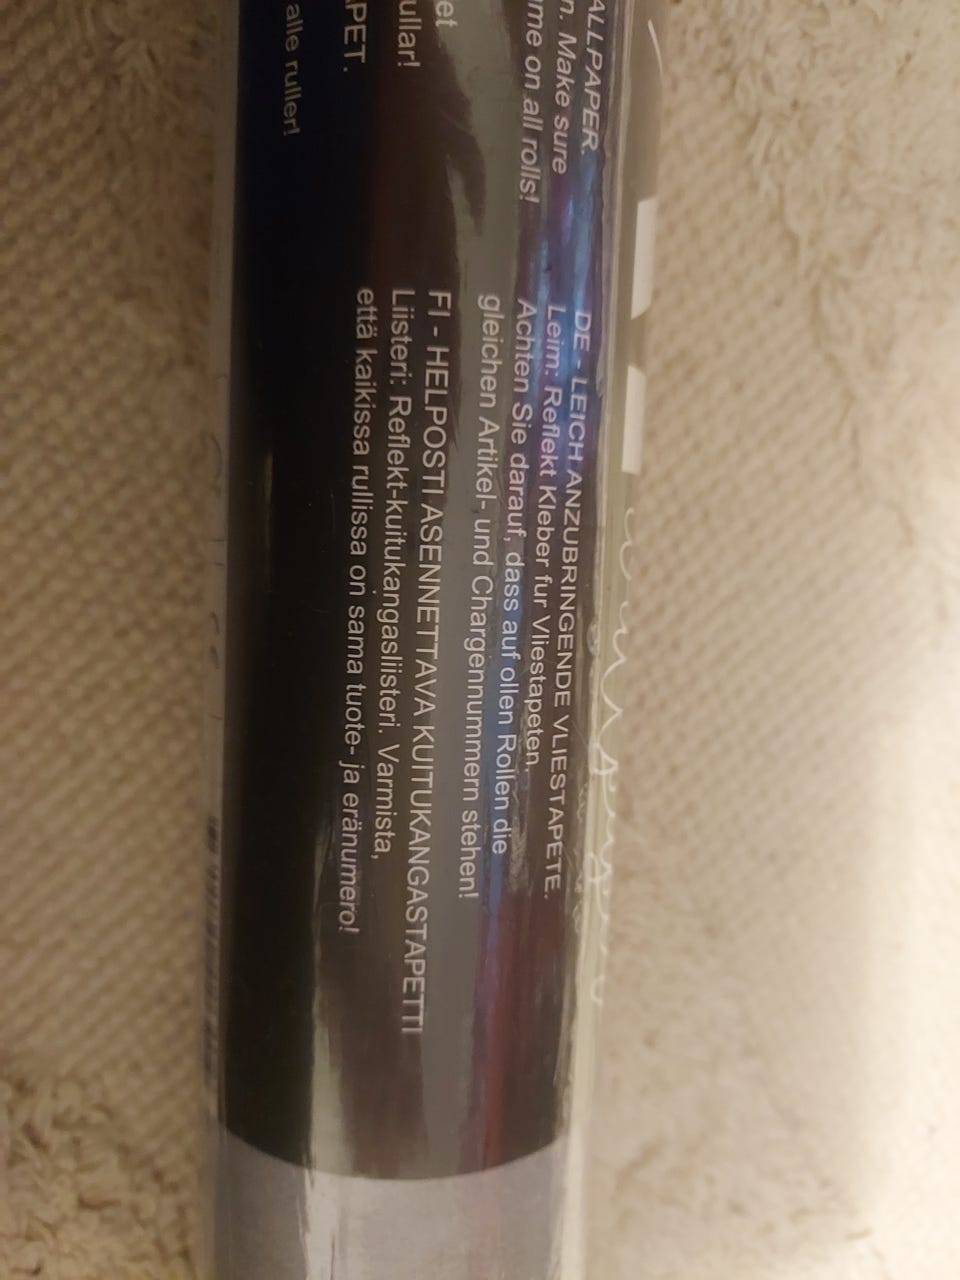 ALLPAPER.
n. Make sure
me on all rolls!
et
ullar!
PET.
alle ruller!
DE - LEICH ANZUBRINGENDE VLIESTAPETE.
Leim: Reflekt Kleber fur Vliestapeten.
Achten Sie darauf, dass auf ollen Rollen die
gleichen Artikel- und Chargennummern stehen!
FI - HELPOSTI ASENNETTAVA KUITUKANGASTAPETTI
Liisteri: Reflekt-kuitukangasliisteri. Varmista,
että kaikissa rullissa on sama tuote- ja eränumero!